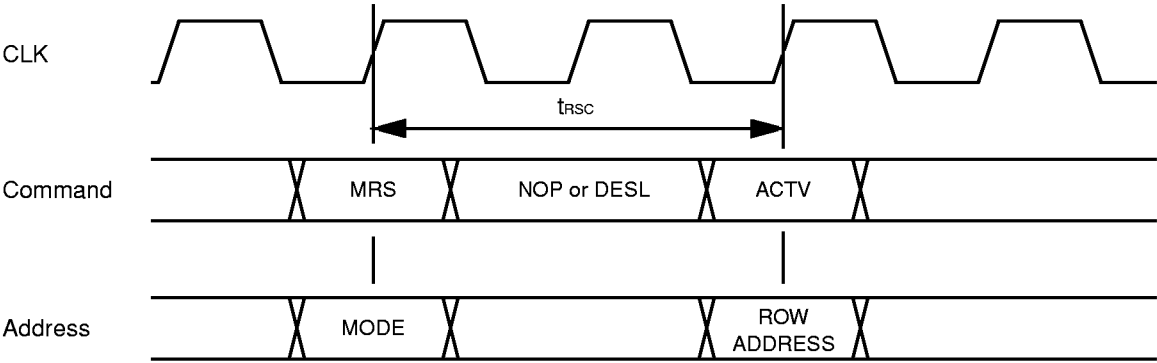 CLK
tRSC
Command
MRS
NOP or DESL
ACTV
Address
MODE
ROW
ADDRESS